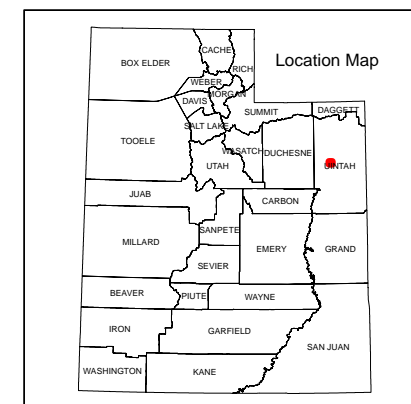 Location Map
BOX ELDER
CACHE
RICH
WEBER
MORGAN
DAVIS
SUMMIT
DAGGETT
SALT LAKE
TOOELE
WASATCH
DUCHESNE
UINTAH
UTAH
JUAB
CARBON
SANPETE
MILLARD
EMERY
GRAND
SEVIER
BEAVER
PIUTE
WAYNE
IRON
GARFIELD
SAN JUAN
WASHINGTON
KANE